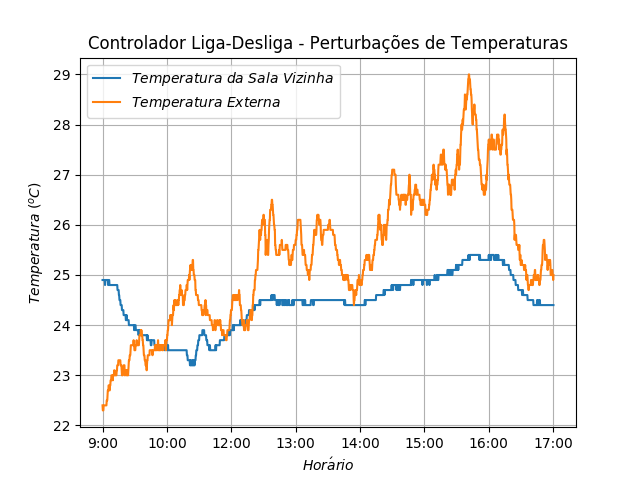 Controlador Liga-Desliga - Perturbações de Temperaturas
Temperatura da Sala Vizinha
Temperatura Externa
29
28
27
26
25
24
23
22
Temperatura (ºC)
9:00 10:00 12:00 13:00 14:00 15:00 16:00 17:00
Horário